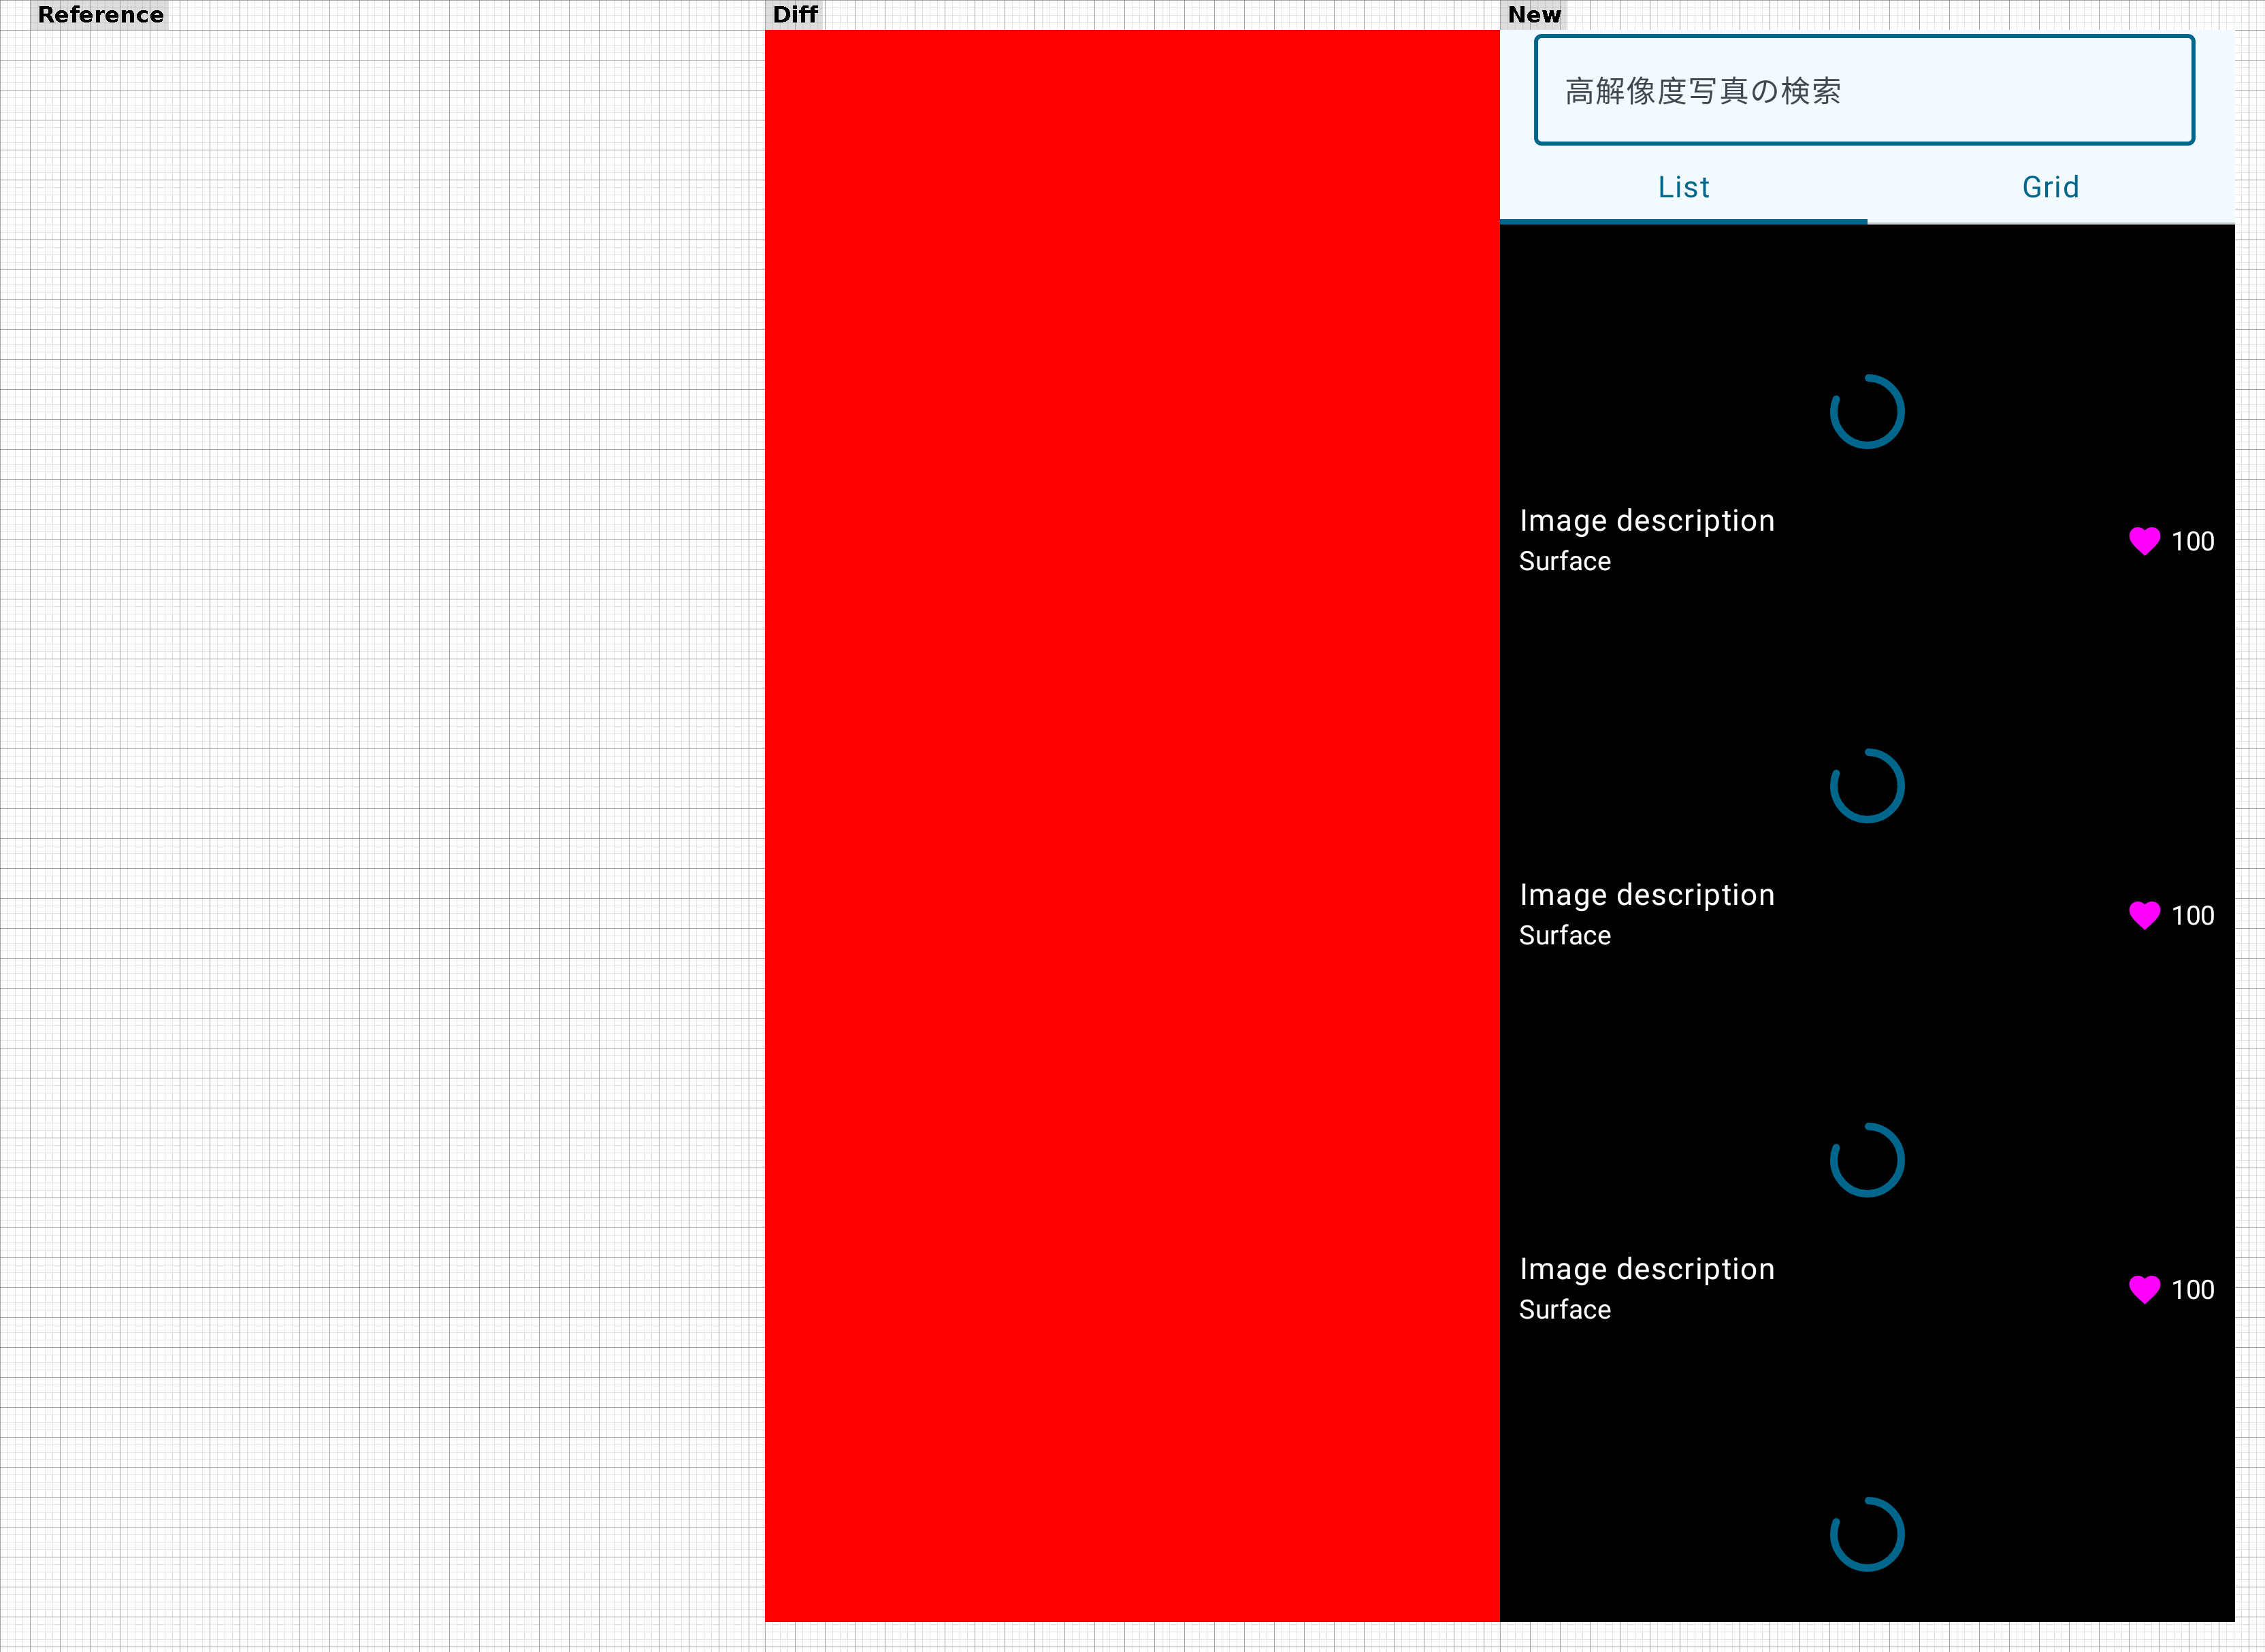 Reference
Diff
New
高解像度写真の検索
List
Grid
Image description
Surface
100
Image description
Surface
100
Image description
Surface
100